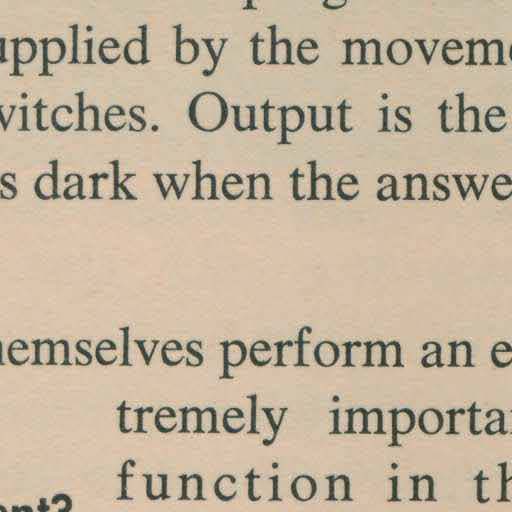 upplied by the moveme
witches. Output is the
s dark when the answe
hemselves perform an e
tremely importa
function in th
ent?